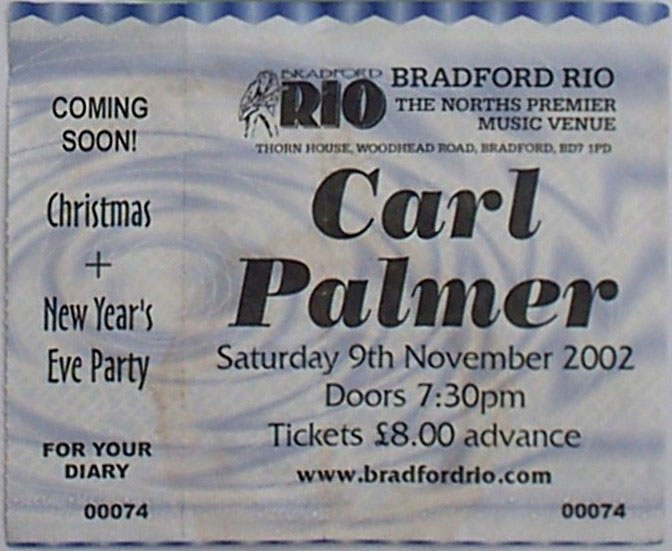 COMING
SOON!
Christmas
+
New Year's
Eve Party
FOR YOUR
DIARY
00074
BRADFORD
RIO
BRADFORD RIO
THE NORTHS PREMIER
MUSIC VENUE
THORN HOUSE, WOODHEAD ROAD, BRADFORD, BD7 1PD
Carl
Palmer
Saturday 9th November 2002
Doors 7:30pm
Tickets £8.00 advance
www.bradfordrio.com
00074